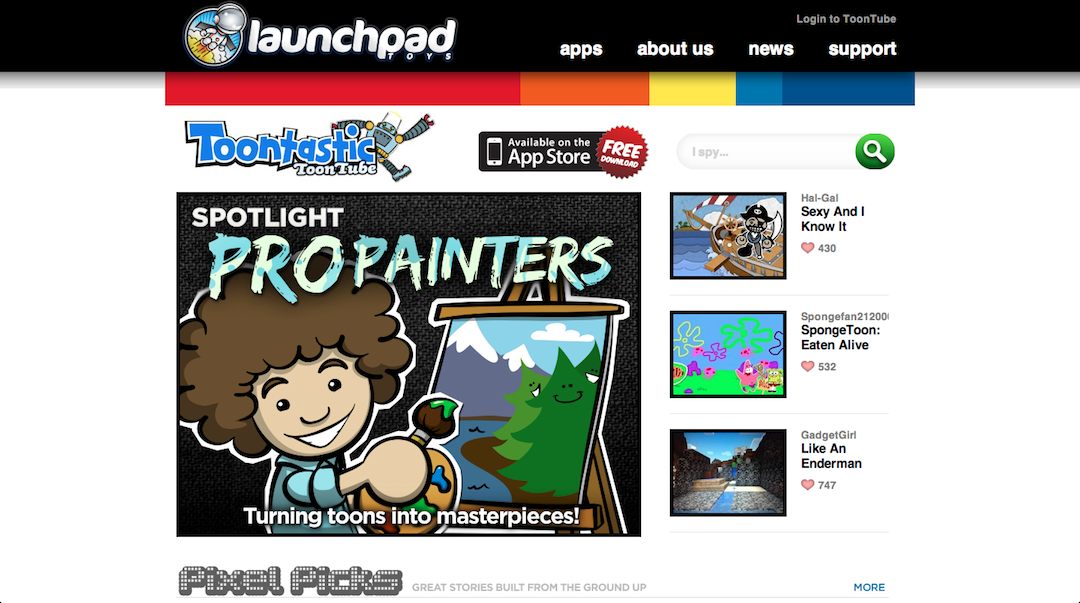 launchpad
TOYS
Login to ToonTube
apps
about us
news
support
Toontastic
ToonTube
Available on the
App Store
FREE
DOWNLOAD
I spy...
SPOTLIGHT
PRO PAINTERS
Turning toons into masterpieces!
Hal-Gal
Sexy And I
Know It
430
Spongefan21200
SpongeToon:
Eaten Alive
532
GadgetGirl
Like An
Enderman
747
Pixel Picks
GREAT STORIES BUILT FROM THE GROUND UP
MORE